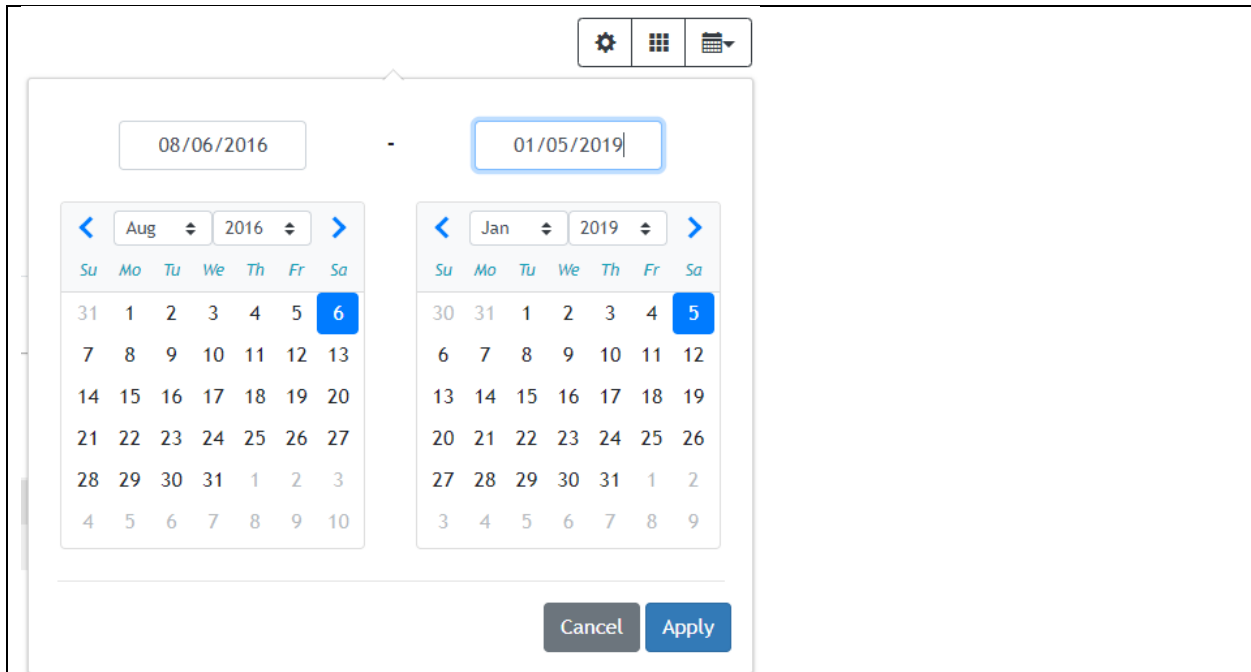 08/06/2016 - 01/05/2019
Aug 2016
Su Mo Tu We Th Fr Sa
31 1 2 3 4 5 6
7 8 9 10 11 12 13
14 15 16 17 18 19 20
21 22 23 24 25 26 27
28 29 30 31 1 2 3
4 5 6 7 8 9 10
Jan 2019
Su Mo Tu We Th Fr Sa
30 31 1 2 3 4 5
6 7 8 9 10 11 12
13 14 15 16 17 18 19
20 21 22 23 24 25 26
27 28 29 30 31 1 2
3 4 5 6 7 8 9
Cancel Apply